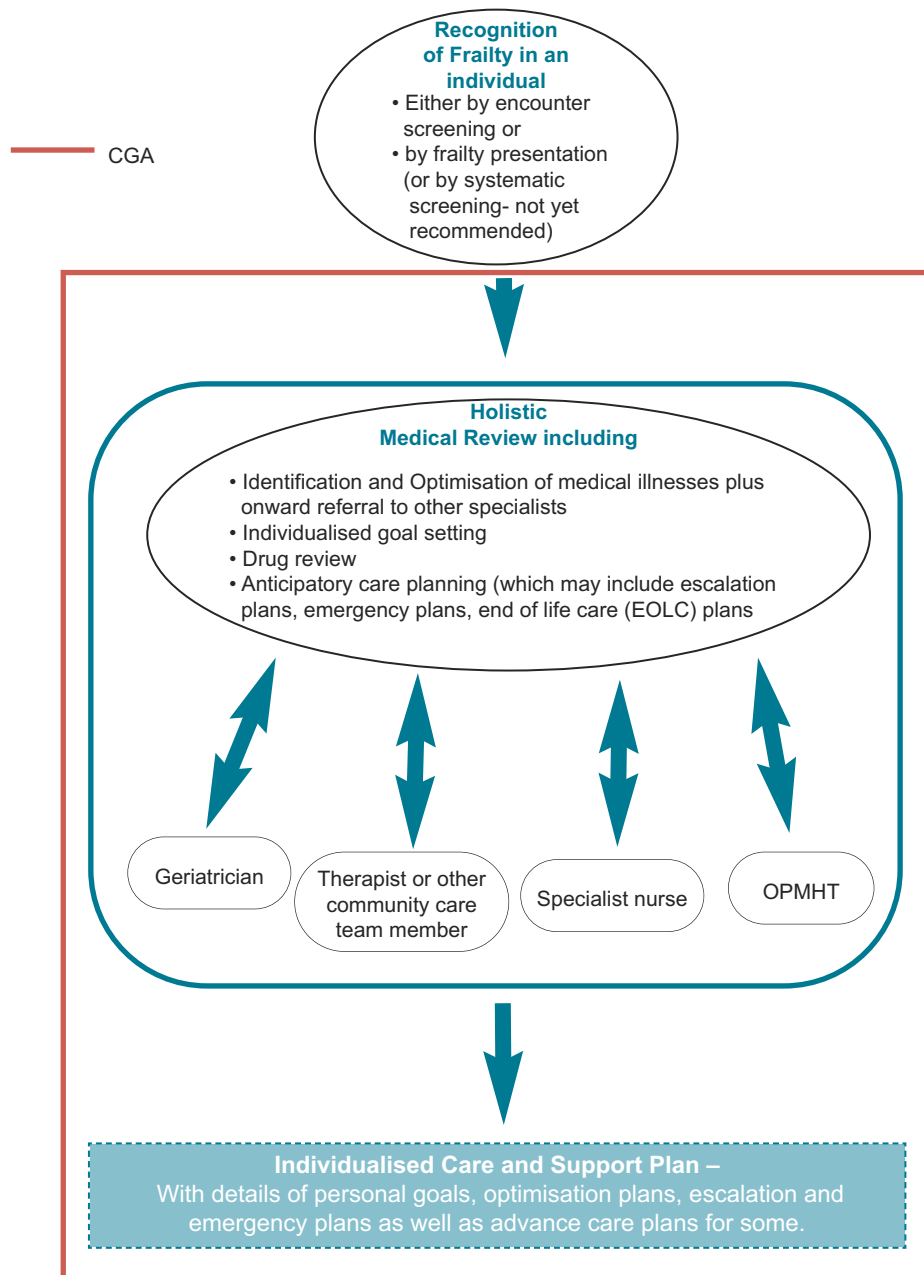 Recognition
of Frailty in an
individual
• Either by encounter
screening or
• by frailty presentation
(or by systematic
screening- not yet
recommended)
CGA
Holistic
Medical Review including
• Identification and Optimisation of medical illnesses plus
onward referral to other specialists
• Individualised goal setting
• Drug review
• Anticipatory care planning (which may include escalation
plans, emergency plans, end of life care (EOLC) plans
Geriatrician
Therapist or other
community care
team member
Specialist nurse
OPMHT
Individualised Care and Support Plan –
With details of personal goals, optimisation plans, escalation and
emergency plans as well as advance care plans for some.